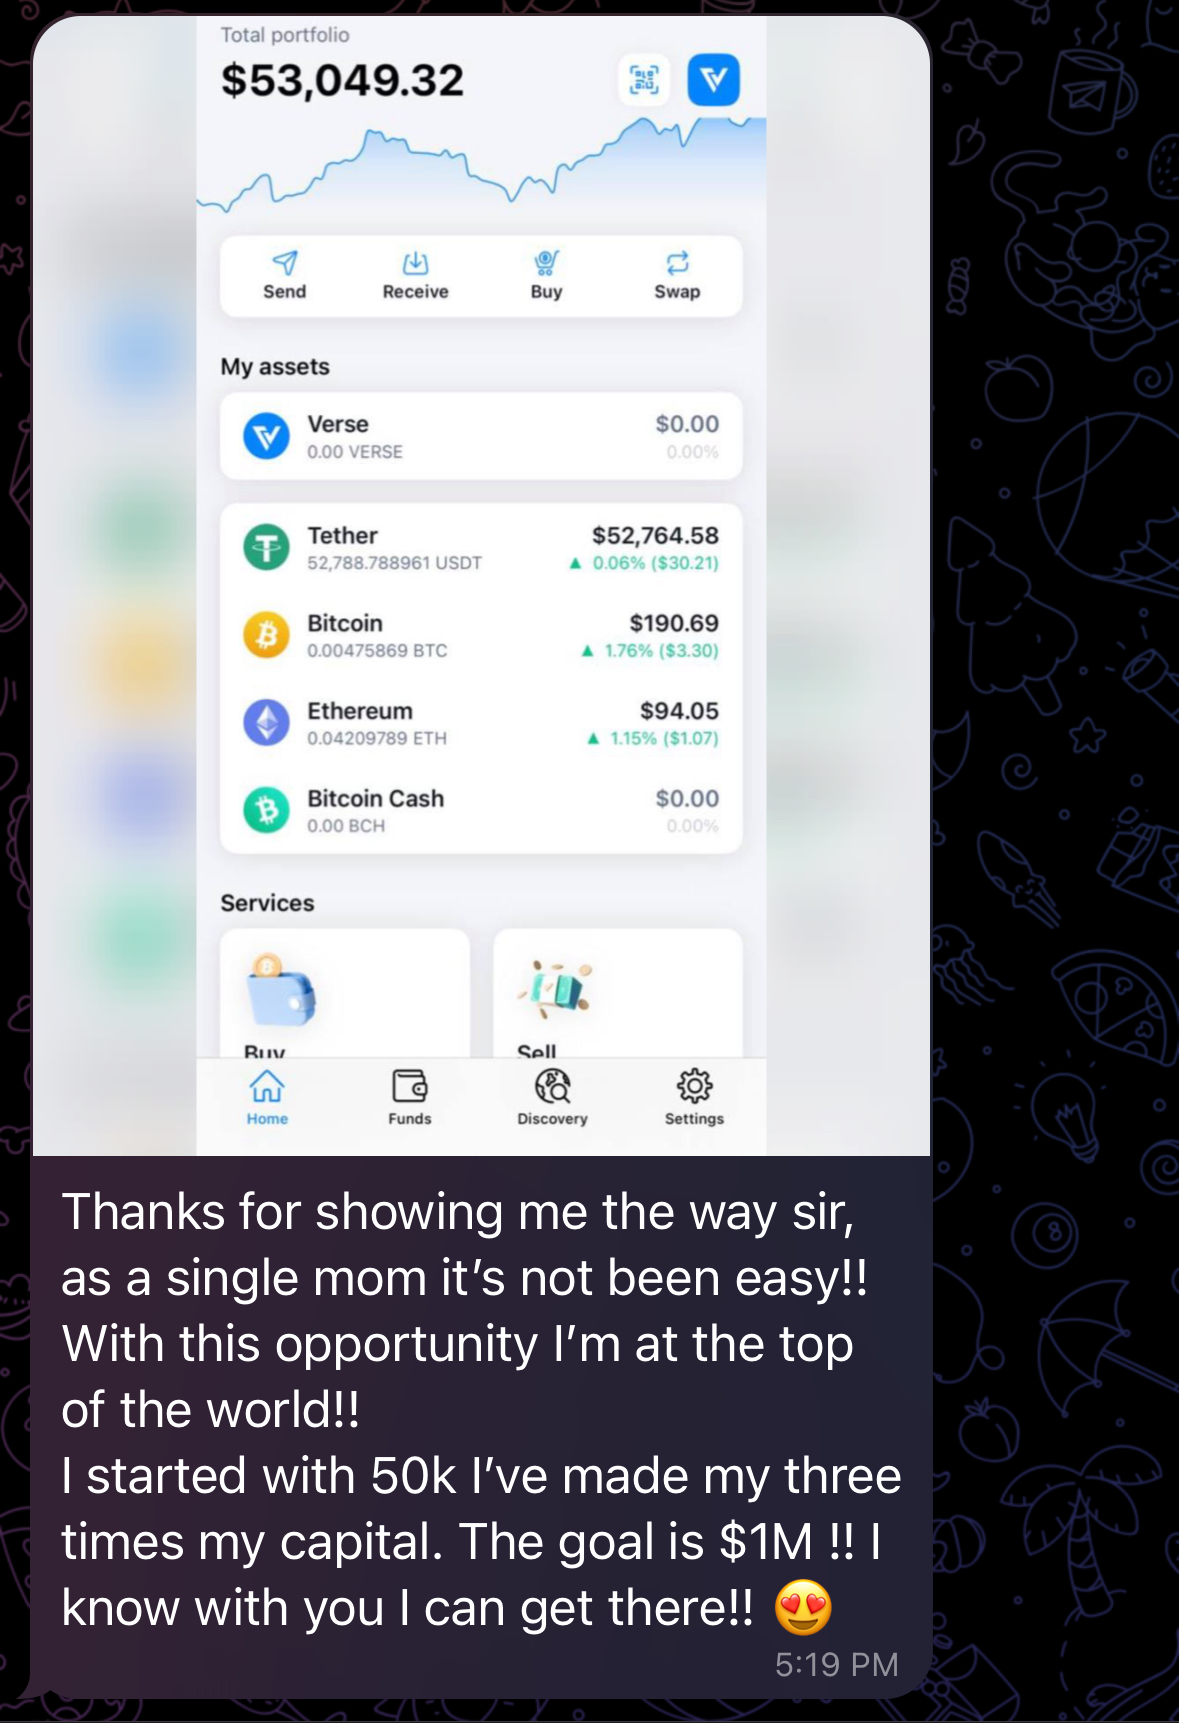 Total portfolio
$53,049.32
Send Receive Buy Swap
My assets
Verse $0.00
0.00 VERSE 0.00%
Tether $52,764.58
52,788.788961 USDT ▲ 0.06% ($30.21)
Bitcoin $190.69
0.00475869 BTC ▲ 1.76% ($3.30)
Ethereum $94.05
0.04209789 ETH ▲ 1.15% ($1.07)
Bitcoin Cash $0.00
0.00 BCH 0.00%
Services
Buy Sell
Home Funds Discovery Settings
Thanks for showing me the way sir,
as a single mom it’s not been easy!!
With this opportunity I’m at the top
of the world!!
I started with 50k I’ve made my three
times my capital. The goal is $1M !! I
know with you I can get there!! 😍
5:19 PM